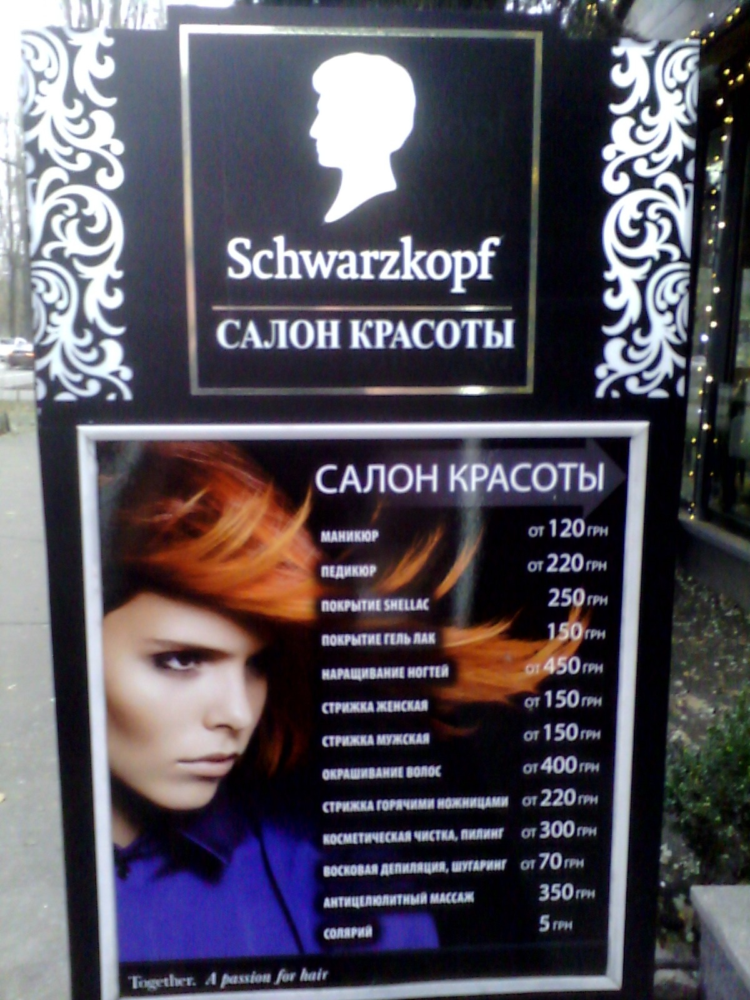 Schwarzkopf
САЛОН КРАСОТЫ
САЛОН КРАСОТЫ
МАНИКЮР ОТ 120 ГРН
ПЕДИКЮР ОТ 220 ГРН
ПОКРЫТИЕ SHELLAC 250 ГРН
ПОКРЫТИЕ ГЕЛЬ ЛАК 150 ГРН
НАРАЩИВАНИЕ НОГТЕЙ ОТ 450 ГРН
СТРИЖКА ЖЕНСКАЯ ОТ 150 ГРН
СТРИЖКА МУЖСКАЯ ОТ 150 ГРН
ОКРАШИВАНИЕ ВОЛОС ОТ 400 ГРН
СТРИЖКА ГОРЯЧИМИ НОЖНИЦАМИ ОТ 220 ГРН
КОСМЕТИЧЕСКАЯ ЧИСТКА, ПИЛИНГ ОТ 300 ГРН
ВОСКОВАЯ ДЕПИЛЯЦИЯ, ШУГАРИНГ ОТ 70 ГРН
АНТИЦЕЛЮЛИТНЫЙ МАССАЖ 350 ГРН
СОЛЯРИЙ 5 ГРН
Together. A passion for hair